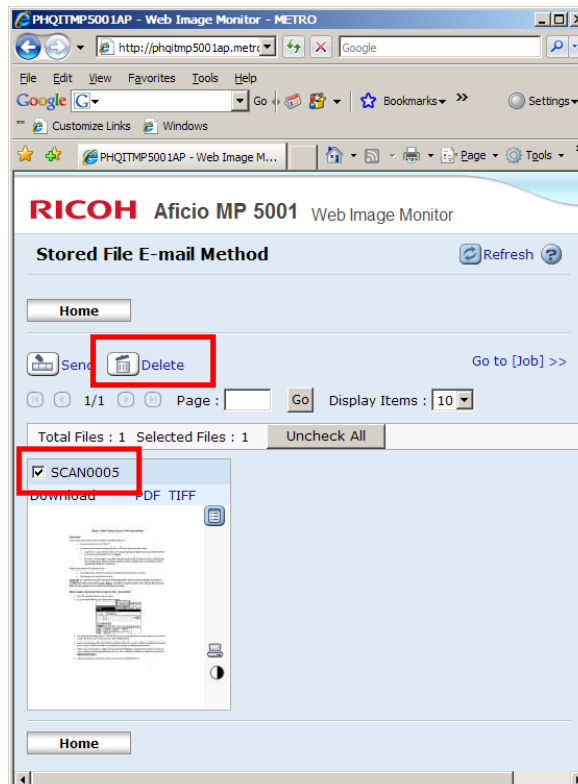 PHQITMP5001AP - Web Image Monitor - METRO
http://phqitmp5001ap.metrc
Google
File Edit View Favorites Tools Help
Google G Go Bookmarks >> Settings
Customize Links Windows
PHQITMP5001AP - Web Image M... Page Tools
RICOH Aficio MP 5001 Web Image Monitor
Stored File E-mail Method Refresh ?
Home
Send Delete Go to [Job] >>
1/1 Page : Go Display Items : 10
Total Files : 1 Selected Files : 1 Uncheck All
SCAN0005
Download PDF TIFF
Home